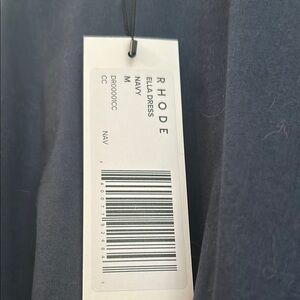 RHODE
ELLA DRESS
NAVY
M
DR00001CC
CC NAV